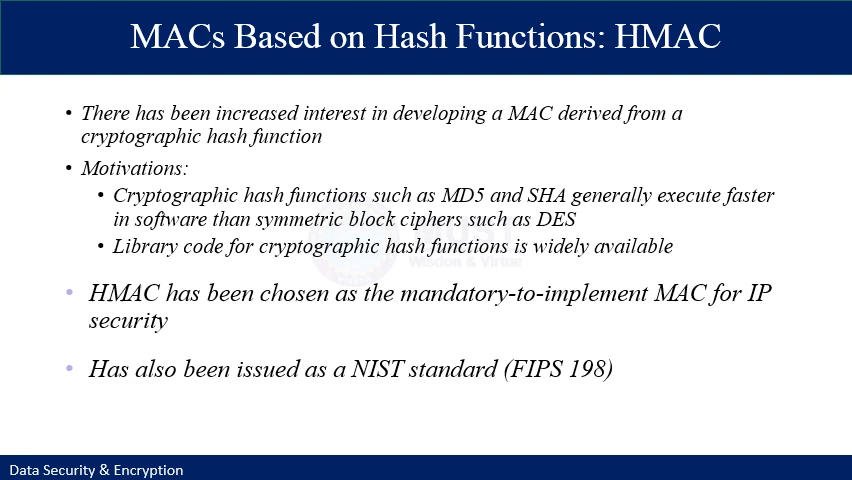 MACs Based on Hash Functions: HMAC
• There has been increased interest in developing a MAC derived from a
cryptographic hash function
• Motivations:
• Cryptographic hash functions such as MD5 and SHA generally execute faster
in software than symmetric block ciphers such as DES
• Library code for cryptographic hash functions is widely available
Wisdom & Virtue
• HMAC has been chosen as the mandatory-to-implement MAC for IP
security
• Has also been issued as a NIST standard (FIPS 198)
Data Security & Encryption